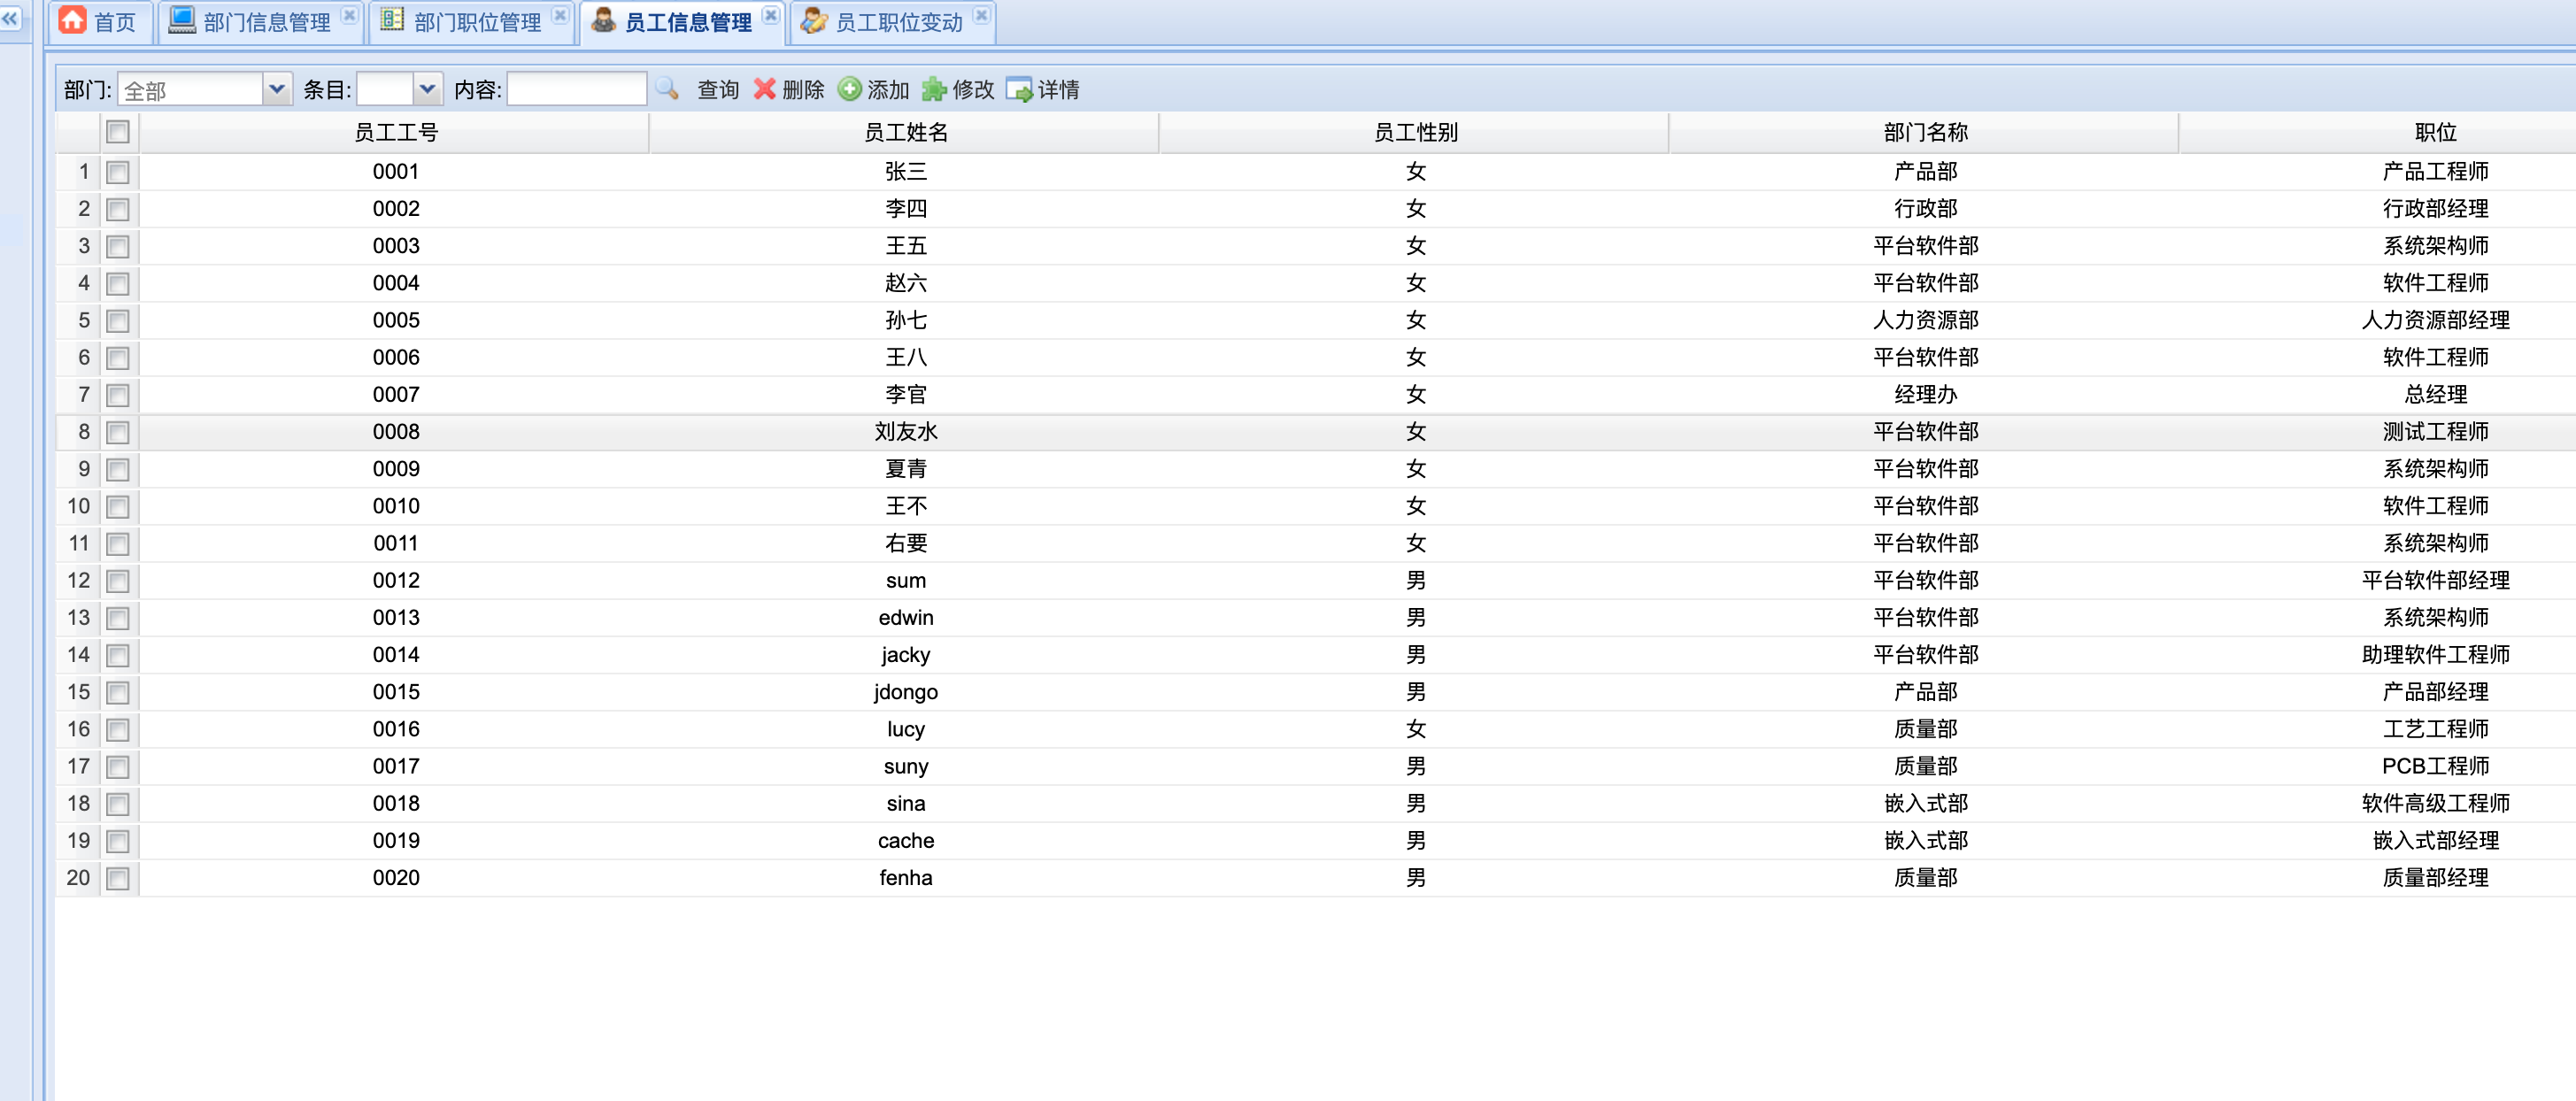 首页 部门信息管理 部门职位管理 员工信息管理 员工职位变动
部门: 全部 条目: 内容: 查询 删除 添加 修改 详情
员工工号 员工姓名 员工性别 部门名称 职位
1 0001 张三 女 产品部 产品工程师
2 0002 李四 女 行政部 行政部经理
3 0003 王五 女 平台软件部 系统架构师
4 0004 赵六 女 平台软件部 软件工程师
5 0005 孙七 女 人力资源部 人力资源部经理
6 0006 王八 女 平台软件部 软件工程师
7 0007 李官 女 经理办 总经理
8 0008 刘友水 女 平台软件部 测试工程师
9 0009 夏青 女 平台软件部 系统架构师
10 0010 王不 女 平台软件部 软件工程师
11 0011 右要 女 平台软件部 系统架构师
12 0012 sum 男 平台软件部 平台软件部经理
13 0013 edwin 男 平台软件部 系统架构师
14 0014 jacky 男 平台软件部 助理软件工程师
15 0015 jdongo 男 产品部 产品部经理
16 0016 lucy 女 质量部 工艺工程师
17 0017 suny 男 质量部 PCB工程师
18 0018 sina 男 嵌入式部 软件高级工程师
19 0019 cache 男 嵌入式部 嵌入式部经理
20 0020 fenha 男 质量部 质量部经理